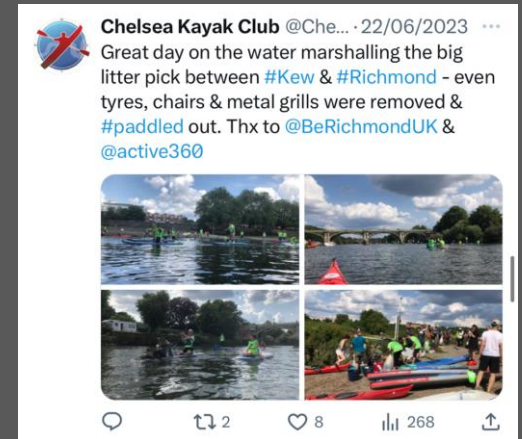 Chelsea Kayak Club @Che... · 22/06/2023 ···
Great day on the water marshalling the big
litter pick between #Kew & #Richmond - even
tyres, chairs & metal grills were removed &
#paddled out. Thx to @BeRichmondUK &
@active360
2 8 268